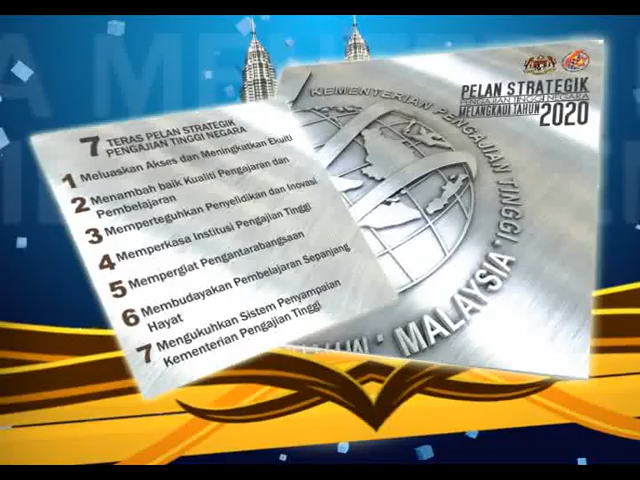 7 TERAS PELAN STRATEGIK
PENGAJIAN TINGGI NEGARA
1 Meluaskan Akses dan Meningkatkan Ekuiti
2 Menambah baik Kualiti Pengajaran dan
Pembelajaran
3 Memperteguhkan Penyelidikan dan Inovasi
4 Memperkasa Institusi Pengajian Tinggi
5 Mempergiat Pengantarabangsaan
6 Membudayakan Pembelajaran Sepanjang
Hayat
7 Mengukuhkan Sistem Penyampaian
Kementerian Pengajian Tinggi
PELAN STRATEGIK
PENGAJIAN TINGGI NEGARA
MELANGKAUI TAHUN
2020
KEMENTERIAN PENGAJIAN TINGGI
MALAYSIA